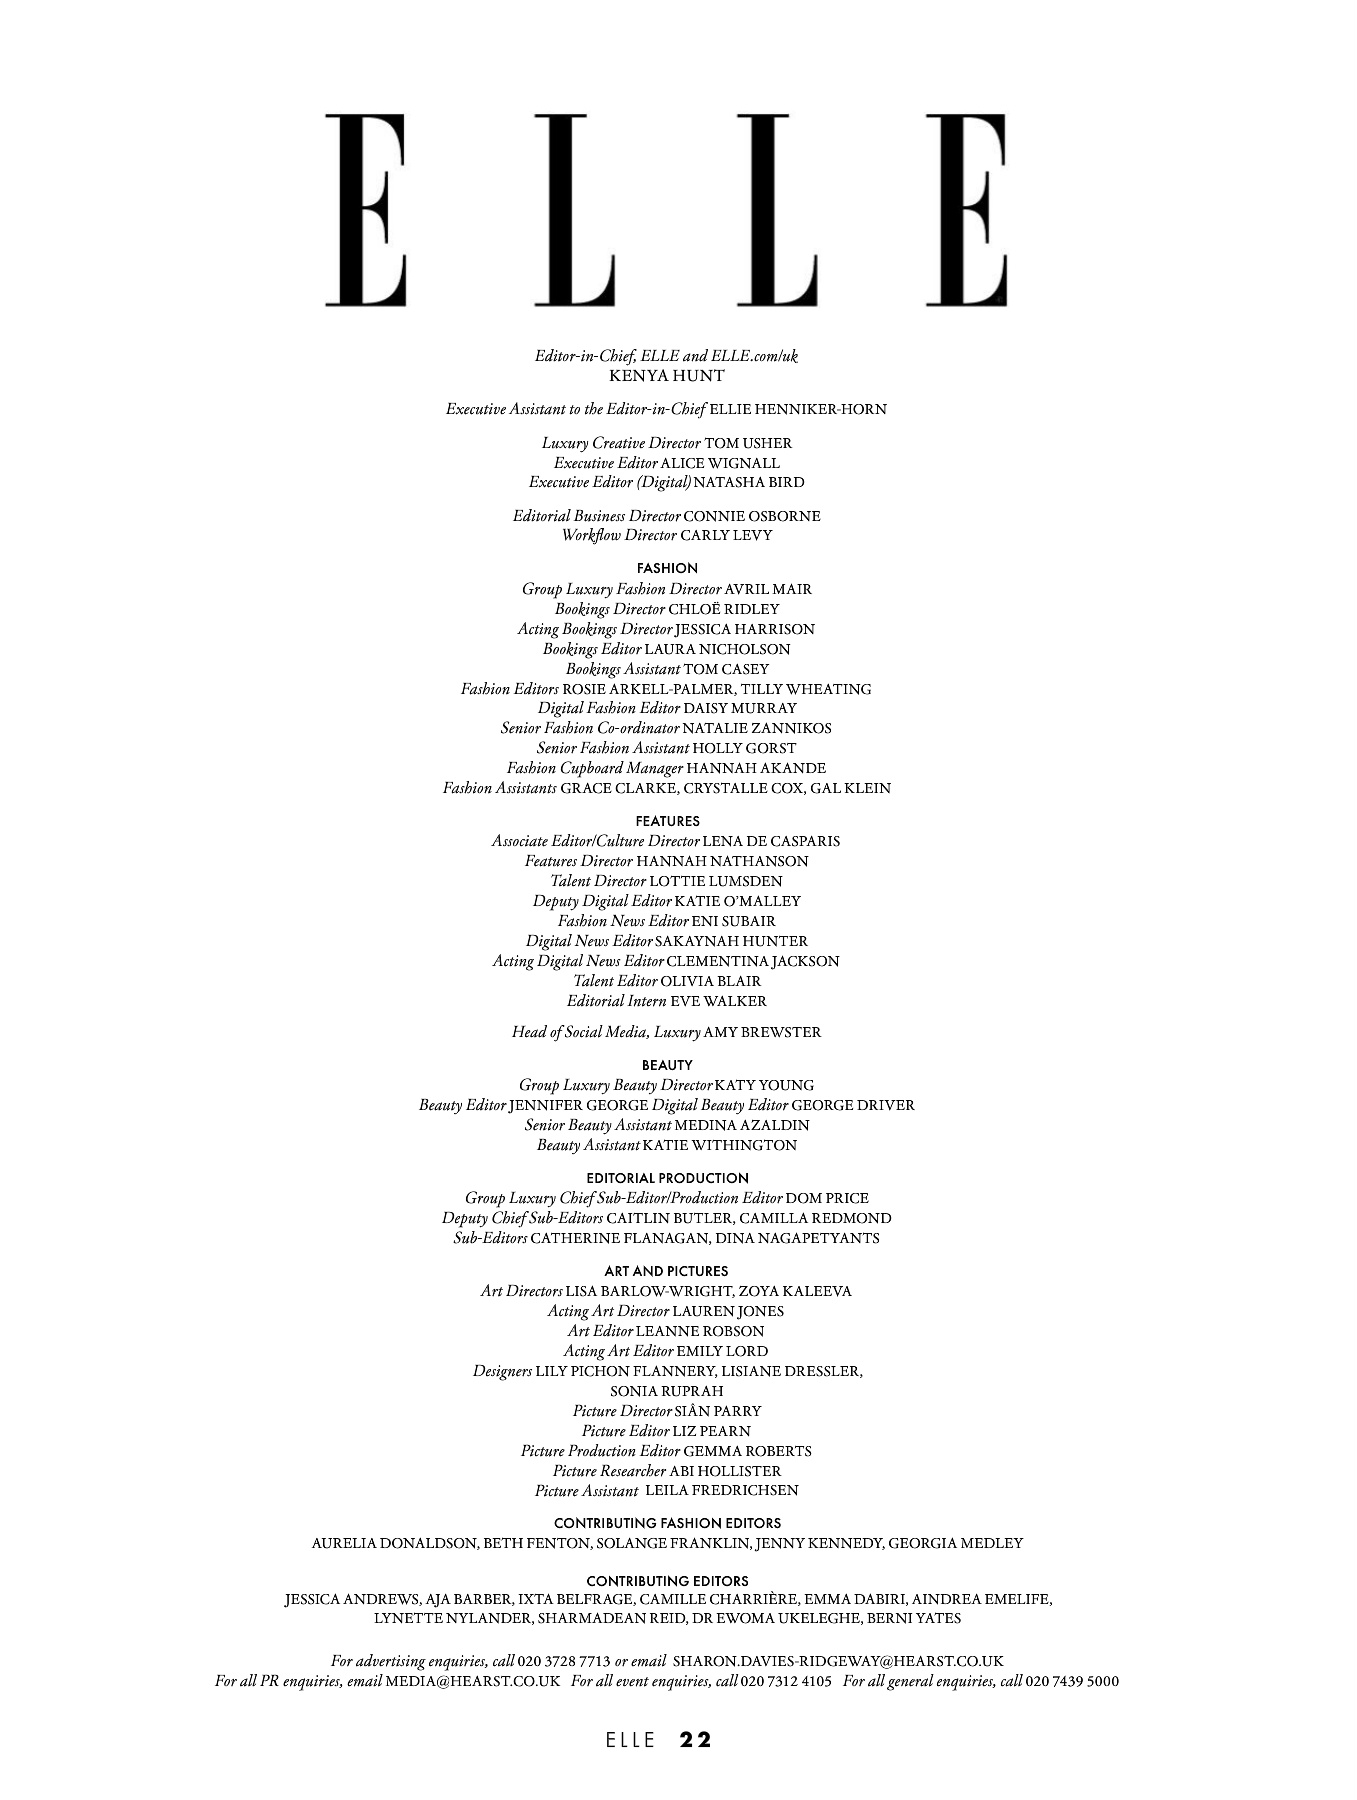 ELLE
Editor-in-Chief, ELLE and ELLE.com/uk
KENYA HUNT
Executive Assistant to the Editor-in-Chief ELLIE HENNIKER-HORN
Luxury Creative Director TOM USHER
Executive Editor ALICE WIGNALL
Executive Editor (Digital) NATASHA BIRD
Editorial Business Director CONNIE OSBORNE
Workflow Director CARLY LEVY
FASHION
Group Luxury Fashion Director AVRIL MAIR
Bookings Director CHLOË RIDLEY
Acting Bookings Director JESSICA HARRISON
Bookings Editor LAURA NICHOLSON
Bookings Assistant TOM CASEY
Fashion Editors ROSIE ARKELL-PALMER, TILLY WHEATING
Digital Fashion Editor DAISY MURRAY
Senior Fashion Co-ordinator NATALIE ZANNIKOS
Senior Fashion Assistant HOLLY GORST
Fashion Cupboard Manager HANNAH AKANDE
Fashion Assistants GRACE CLARKE, CRYSTALLE COX, GAL KLEIN
FEATURES
Associate Editor/Culture Director LENA DE CASPARIS
Features Director HANNAH NATHANSON
Talent Director LOTTIE LUMSDEN
Deputy Digital Editor KATIE O’MALLEY
Fashion News Editor ENI SUBAIR
Digital News Editor SAKAYNAH HUNTER
Acting Digital News Editor CLEMENTINA JACKSON
Talent Editor OLIVIA BLAIR
Editorial Intern EVE WALKER
Head of Social Media, Luxury AMY BREWSTER
BEAUTY
Group Luxury Beauty Director KATY YOUNG
Beauty Editor JENNIFER GEORGE Digital Beauty Editor GEORGE DRIVER
Senior Beauty Assistant MEDINA AZALDIN
Beauty Assistant KATIE WITHINGTON
EDITORIAL PRODUCTION
Group Luxury Chief Sub-Editor/Production Editor DOM PRICE
Deputy Chief Sub-Editors CAITLIN BUTLER, CAMILLA REDMOND
Sub-Editors CATHERINE FLANAGAN, DINA NAGAPETYANTS
ART AND PICTURES
Art Directors LISA BARLOW-WRIGHT, ZOYA KALEEVA
Acting Art Director LAUREN JONES
Art Editor LEANNE ROBSON
Acting Art Editor EMILY LORD
Designers LILY PICHON FLANNERY, LISIANE DRESSLER,
SONIA RUPRAH
Picture Director SIÂN PARRY
Picture Editor LIZ PEARN
Picture Production Editor GEMMA ROBERTS
Picture Researcher ABI HOLLISTER
Picture Assistant LEILA FREDRICHSEN
CONTRIBUTING FASHION EDITORS
AURELIA DONALDSON, BETH FENTON, SOLANGE FRANKLIN, JENNY KENNEDY, GEORGIA MEDLEY
CONTRIBUTING EDITORS
JESSICA ANDREWS, AJA BARBER, IXTA BELFRAGE, CAMILLE CHARRIÈRE, EMMA DABIRI, AINDREA EMELIFE,
LYNETTE NYLANDER, SHARMADEAN REID, DR EWOMA UKELEGHE, BERNI YATES
For advertising enquiries, call 020 3728 7713 or email SHARON.DAVIES-RIDGEWAY@HEARST.CO.UK
For all PR enquiries, email MEDIA@HEARST.CO.UK For all event enquiries, call 020 7312 4105 For all general enquiries, call 020 7439 5000
ELLE 22